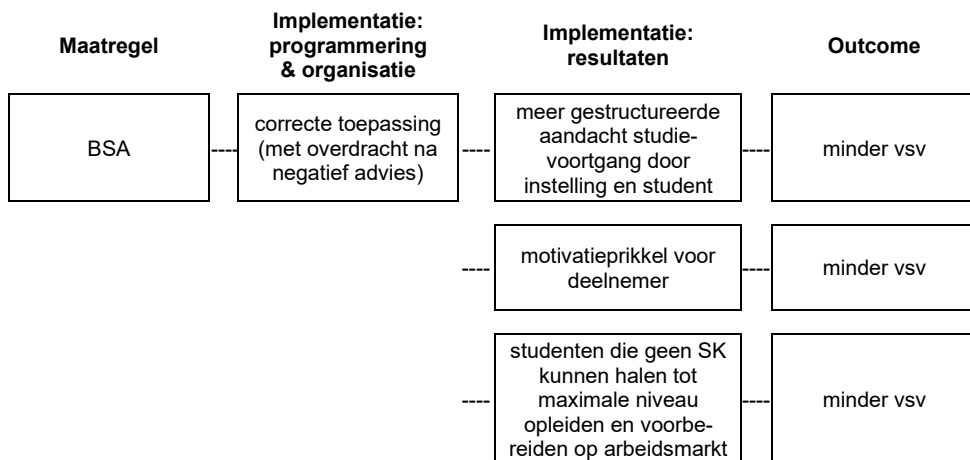 Maatregel
Implementatie:
programmering
& organisatie
Implementatie:
resultaten
Outcome
BSA
----
correcte toepassing
(met overdracht na
negatief advies)
----
meer gestructureerde
aandacht studie-
voortgang door
instelling en student
----
minder vsv
----
motivatieprikkel voor
deelnemer
----
minder vsv
----
studenten die geen SK
kunnen halen tot
maximale niveau
opleiden en voorbe-
reiden op arbeidsmarkt
----
minder vsv